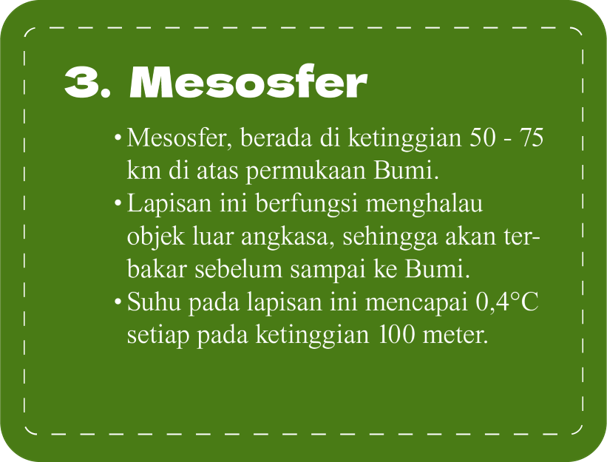 3. Mesosfer
• Mesosfer, berada di ketinggian 50 - 75
km di atas permukaan Bumi.
• Lapisan ini berfungsi menghalau
objek luar angkasa, sehingga akan ter-
bakar sebelum sampai ke Bumi.
• Suhu pada lapisan ini mencapai 0,4°C
setiap pada ketinggian 100 meter.